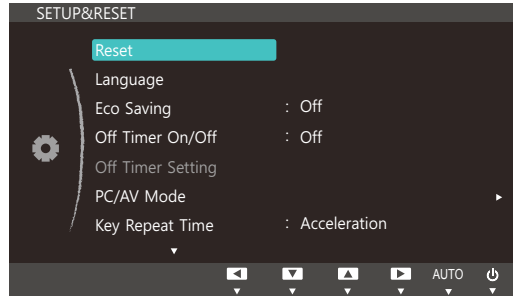 SETUP&RESET
Reset
Language
Eco Saving : Off
Off Timer On/Off : Off
Off Timer Setting
PC/AV Mode
Key Repeat Time : Acceleration
AUTO